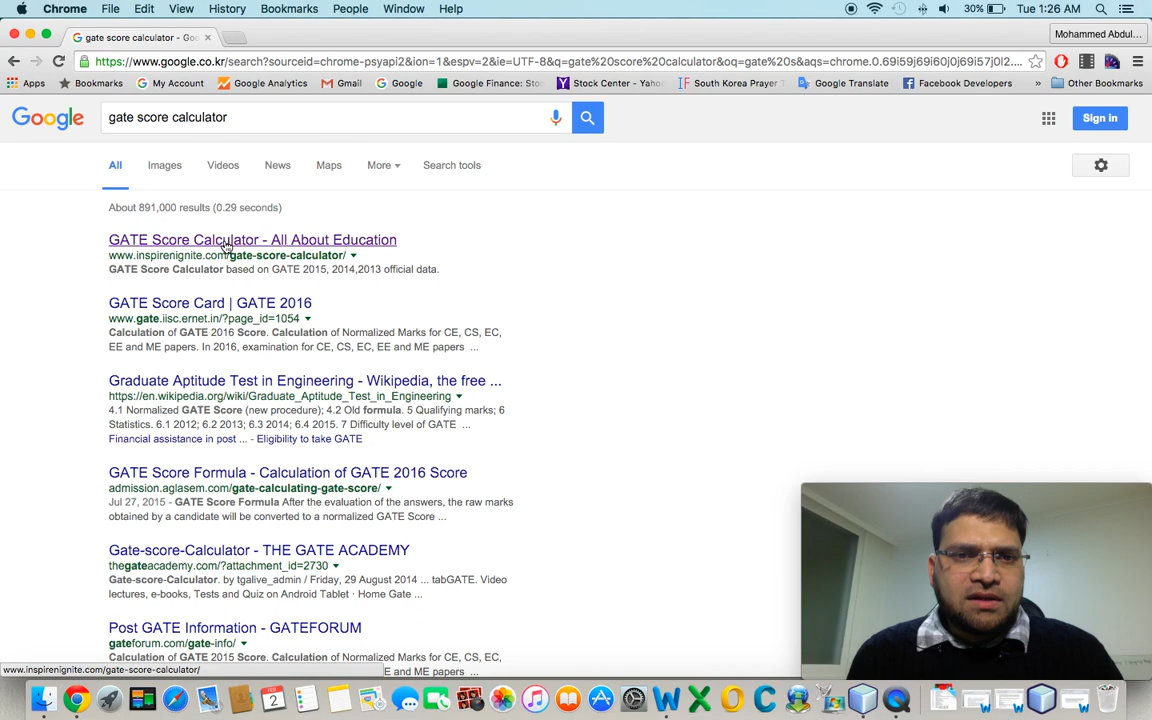 Chrome File Edit View History Bookmarks People Window Help 30% Tue 1:26 AM
gate score calculator - Goo Mohammed Abdul...
https://www.google.co.kr/search?sourceid=chrome-psyapi2&ion=1&espv=2&ie=UTF-8&q=gate%20score%20calculator&oq=gate%20s&aqs=chrome.0.69i59j69i60j0j69i57j0l2....
Apps Bookmarks My Account Google Analytics Gmail Google Google Finance: Sto Stock Center - Yaho South Korea Prayer T Google Translate Facebook Developers » Other Bookmarks
Google gate score calculator Sign in
All Images Videos News Maps More Search tools
About 891,000 results (0.29 seconds)
GATE Score Calculator - All About Education
www.inspirenignite.com/gate-score-calculator/
GATE Score Calculator based on GATE 2015, 2014,2013 official data.
GATE Score Card | GATE 2016
www.gate.iisc.ernet.in/?page_id=1054
Calculation of GATE 2016 Score. Calculation of Normalized Marks for CE, CS, EC,
EE and ME papers. In 2016, examination for CE, CS, EC, EE and ME papers ...
Graduate Aptitude Test in Engineering - Wikipedia, the free ...
https://en.wikipedia.org/wiki/Graduate_Aptitude_Test_in_Engineering
4.1 Normalized GATE Score (new procedure); 4.2 Old formula. 5 Qualifying marks; 6
Statistics. 6.1 2012; 6.2 2013; 6.3 2014; 6.4 2015. 7 Difficulty level of GATE ...
Financial assistance in post ... - Eligibility to take GATE
GATE Score Formula - Calculation of GATE 2016 Score
admission.aglasem.com/gate-calculating-gate-score/
Jul 27, 2015 - GATE Score Formula After the evaluation of the answers, the raw marks
obtained by a candidate will be converted to a normalized GATE Score ...
Gate-score-Calculator - THE GATE ACADEMY
thegateacademy.com/?attachment_id=2730
Gate-score-Calculator. by tgalive_admin / Friday, 29 August 2014 ... tabGATE. Video
lectures, e-books, Tests and Quiz on Android Tablet · Home Gate ...
Post GATE Information - GATEFORUM
gateforum.com/gate-info/
Calculation of GATE 2015 Score. Calculation of Normalized Marks for CE, CS, EC,
www.inspirenignite.com/gate-score-calculator/ EE and ME papers. In 2015, examination for CE, CS, EC, EE and ME papers
FEB
2